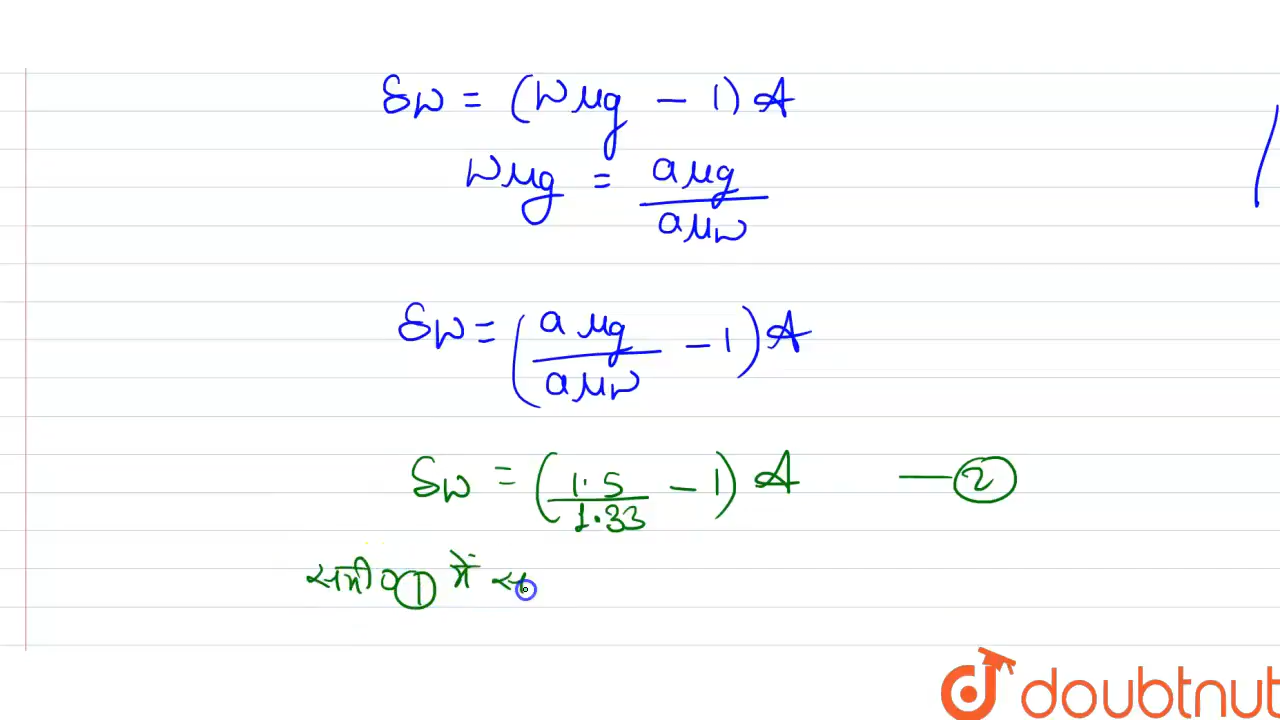 δw = (wμg - 1) A
wμg = aμg / aμw
δw = (aμg / aμw - 1) A
δw = (1.5 / 1.33 - 1) A — 2
समी० 1 में स
doubtnut